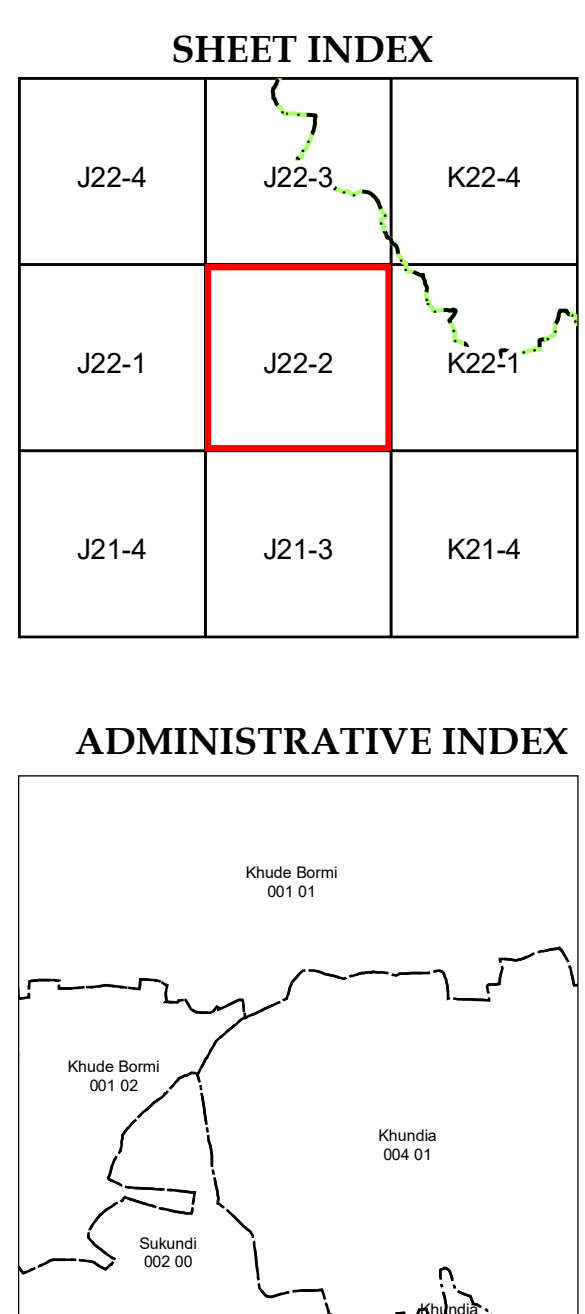 SHEET INDEX
J22-4 J22-3 K22-4
J22-1 J22-2 K22-1
J21-4 J21-3 K21-4
ADMINISTRATIVE INDEX
Khude Bormi
001 01
Khude Bormi
001 02
Khundia
004 01
Sukundi
002 00
Khundia